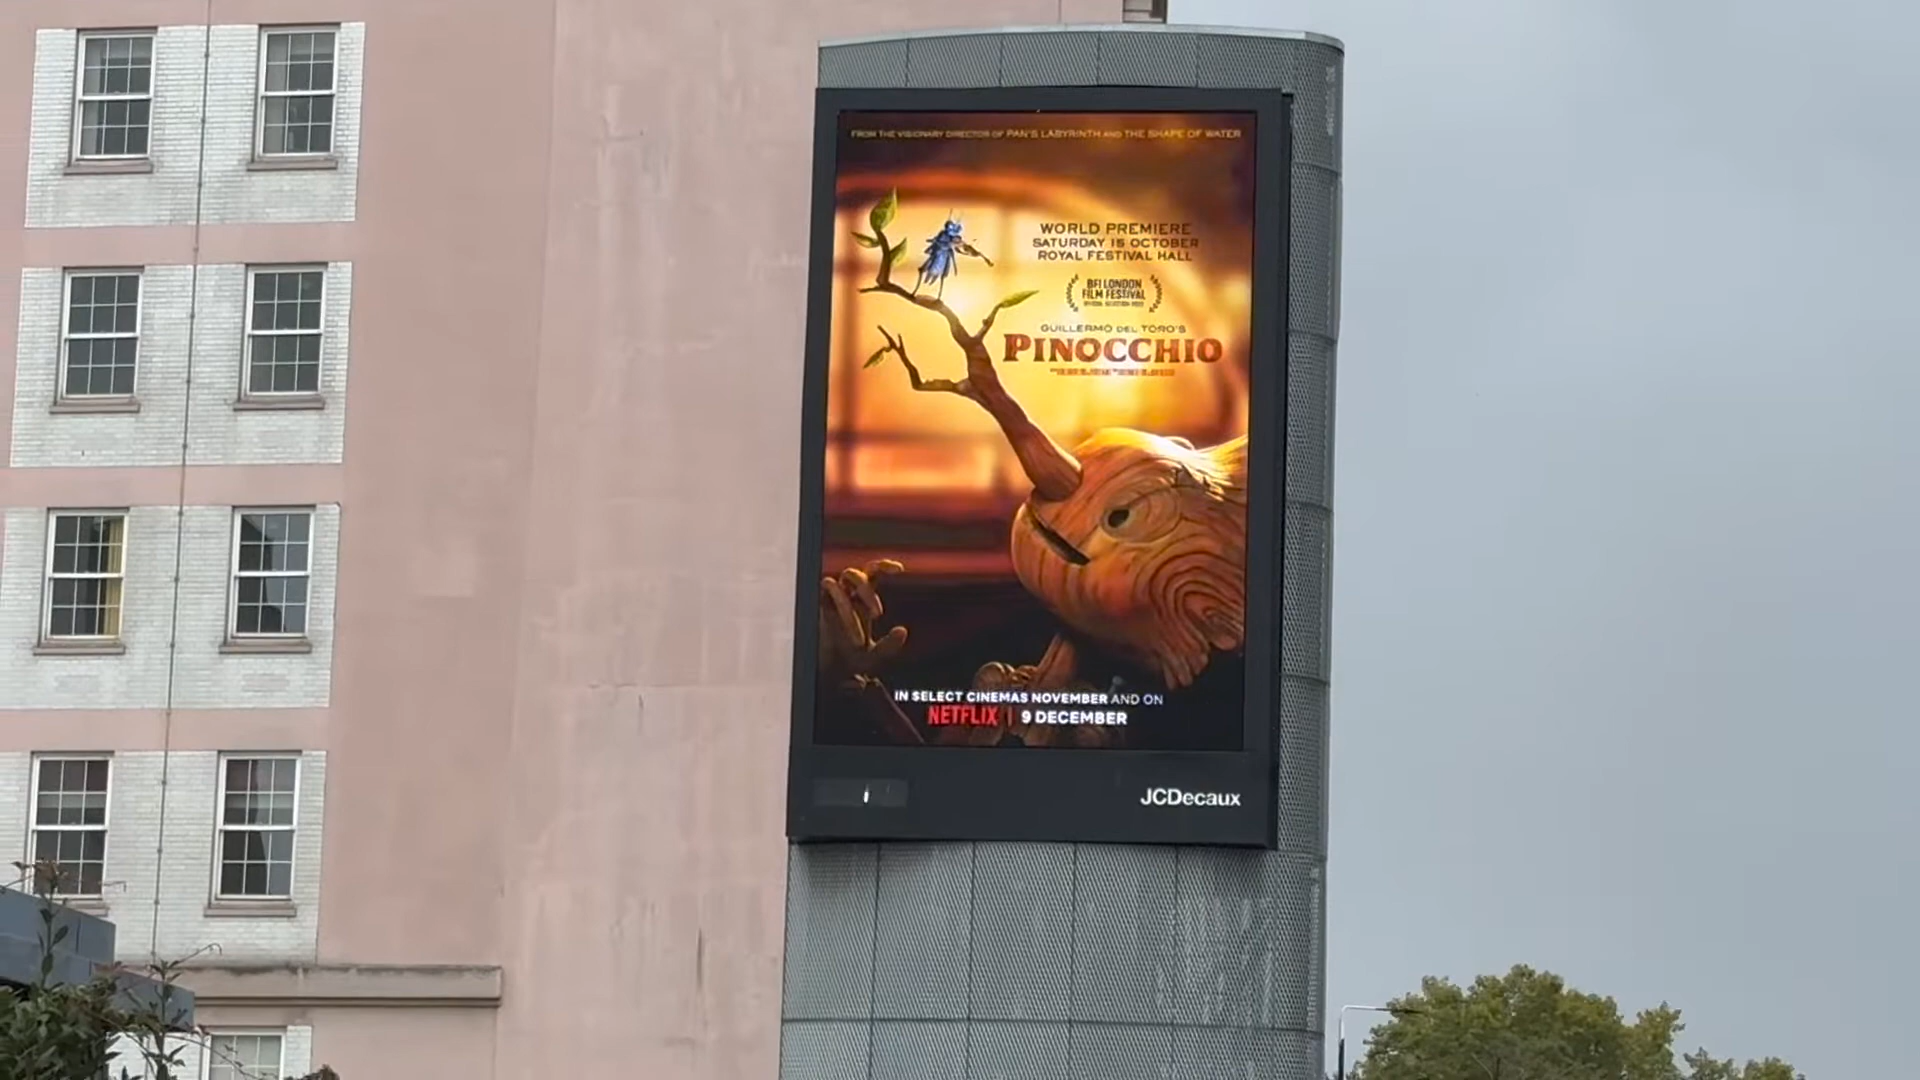 FROM THE VISIONARY DIRECTOR OF PAN'S LABYRINTH AND THE SHAPE OF WATER
WORLD PREMIERE
SATURDAY 15 OCTOBER
ROYAL FESTIVAL HALL
BFI LONDON
FILM FESTIVAL
GUILLERMO DEL TORO'S
PINOCCHIO
IN SELECT CINEMAS NOVEMBER AND ON
NETFLIX | 9 DECEMBER
JCDecaux